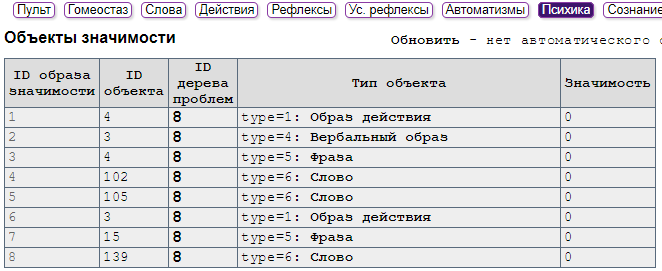 Пульт Гомеостаз Слова Действия Рефлексы Ус. рефлексы Автоматизмы Психика Сознание
Объекты значимости
Обновить - нет автоматического
ID образа значимости ID объекта ID дерева проблем Тип объекта Значимость
1 4 8 type=1: Образ действия 0
2 3 8 type=4: Вербальный образ 0
3 4 8 type=5: Фраза 0
4 102 8 type=6: Слово 0
5 105 8 type=6: Слово 0
6 3 8 type=1: Образ действия 0
7 15 8 type=5: Фраза 0
8 139 8 type=6: Слово 0